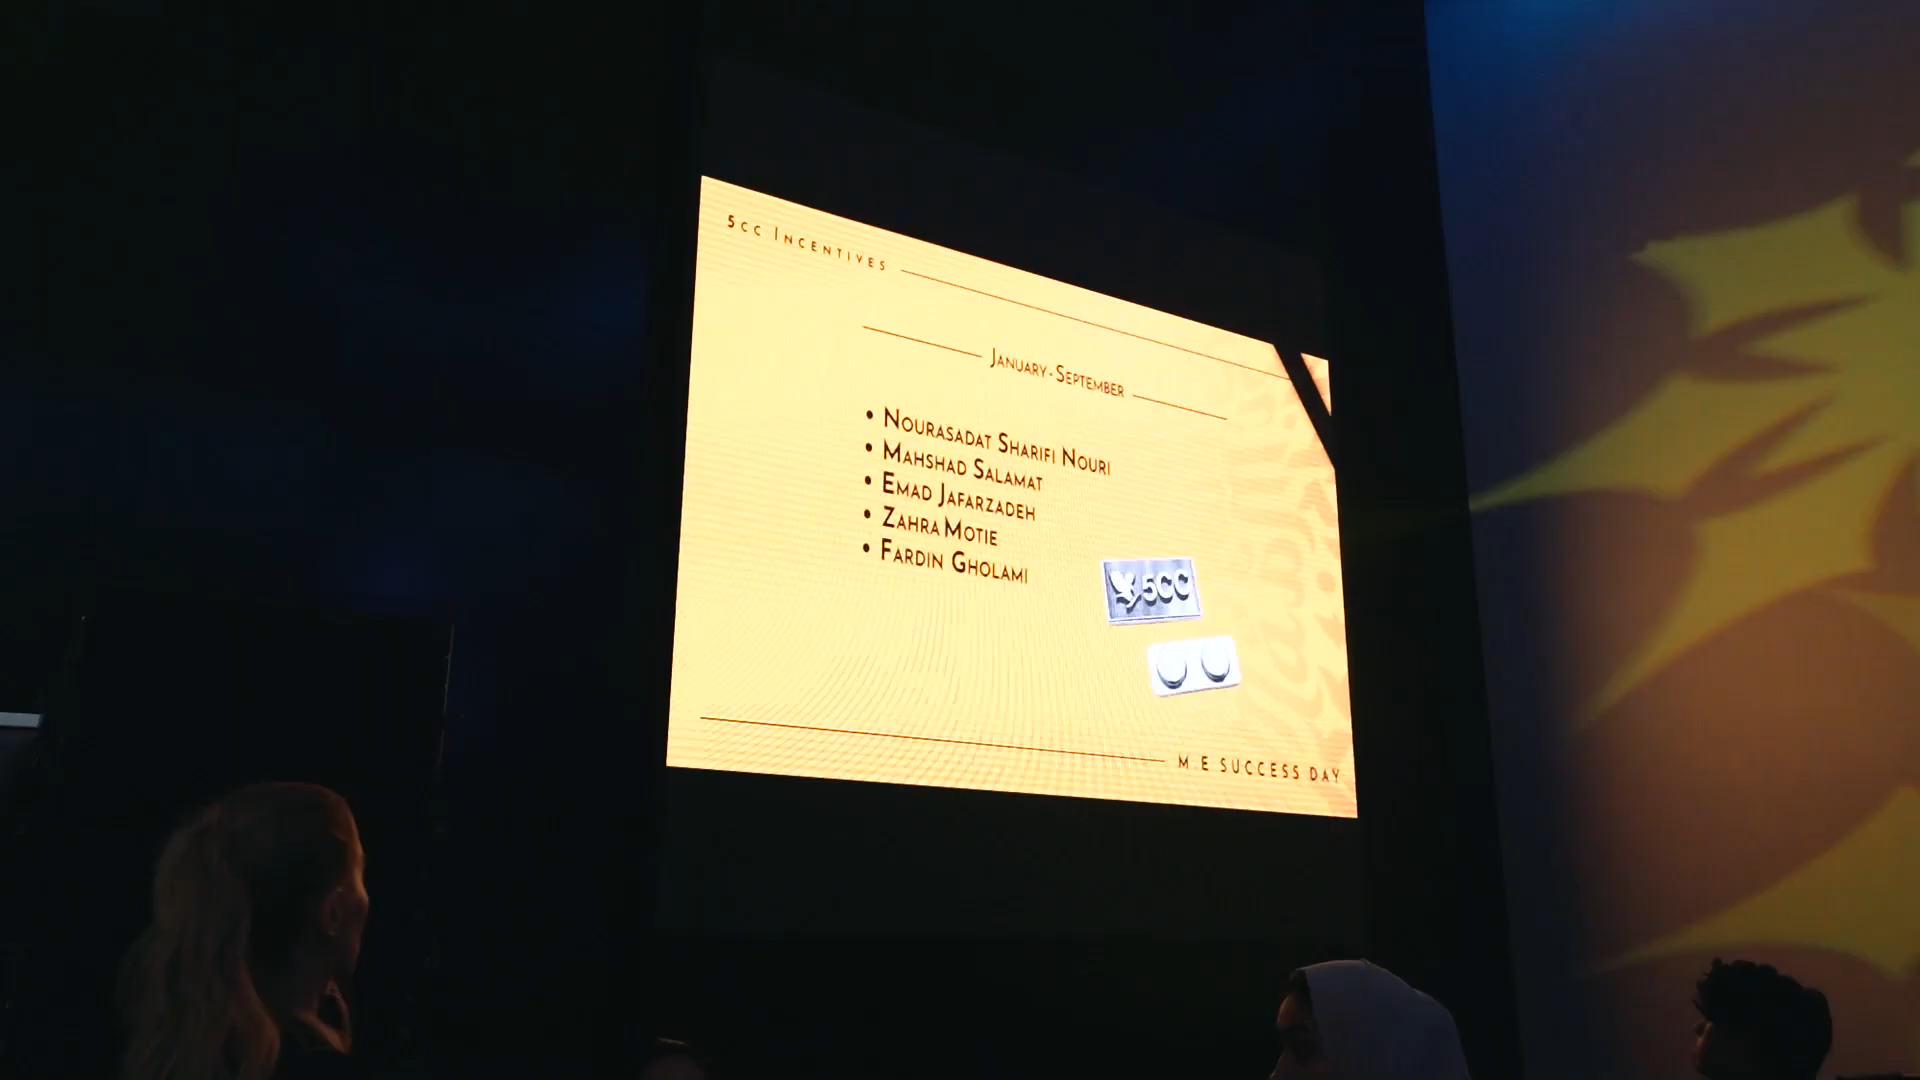 5cc Incentives
January - September
• Nourasadat Sharifi Nouri
• Mahshad Salamat
• Emad Jafarzadeh
• Zahra Motie
• Fardin Gholami
5CC
M.E Success Day